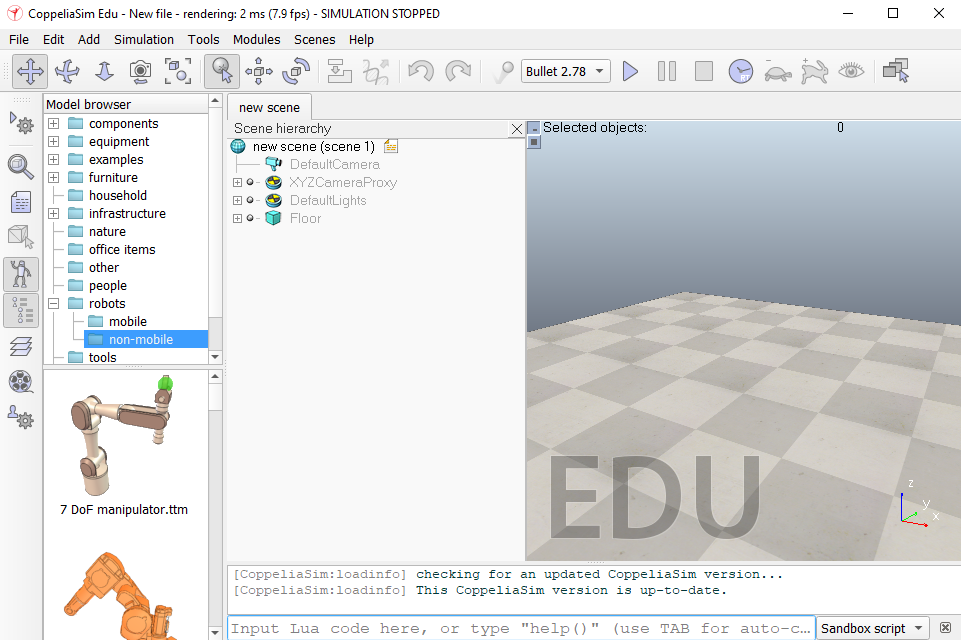 CoppeliaSim Edu - New file - rendering: 2 ms (7.9 fps) - SIMULATION STOPPED
File Edit Add Simulation Tools Modules Scenes Help
Bullet 2.78
RT
Model browser
components
equipment
examples
furniture
household
infrastructure
nature
office items
other
people
robots
mobile
non-mobile
tools
7 DoF manipulator.ttm
new scene
Scene hierarchy
new scene (scene 1)
DefaultCamera
XYZCameraProxy
DefaultLights
Floor
Selected objects: 0
EDU
z
y
x
[CoppeliaSim:loadinfo] checking for an updated CoppeliaSim version...
[CoppeliaSim:loadinfo] This CoppeliaSim version is up-to-date.
Input Lua code here, or type "help()" (use TAB for auto-c...
Sandbox script